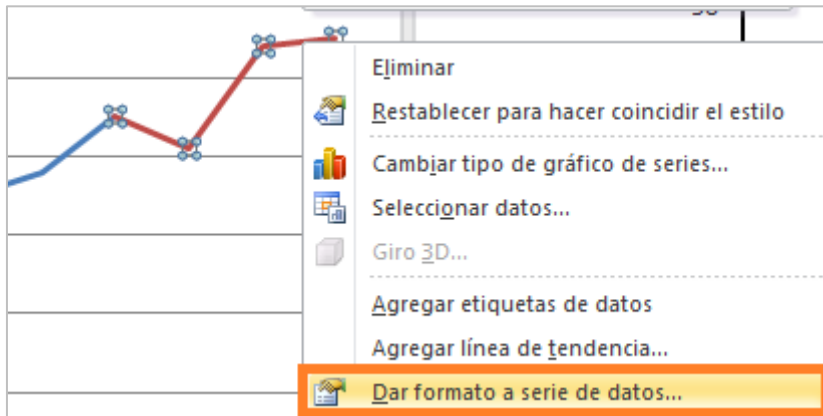 Eliminar
Restablecer para hacer coincidir el estilo
Cambiar tipo de gráfico de series...
Seleccionar datos...
Giro 3D...
Agregar etiquetas de datos
Agregar línea de tendencia...
Dar formato a serie de datos...